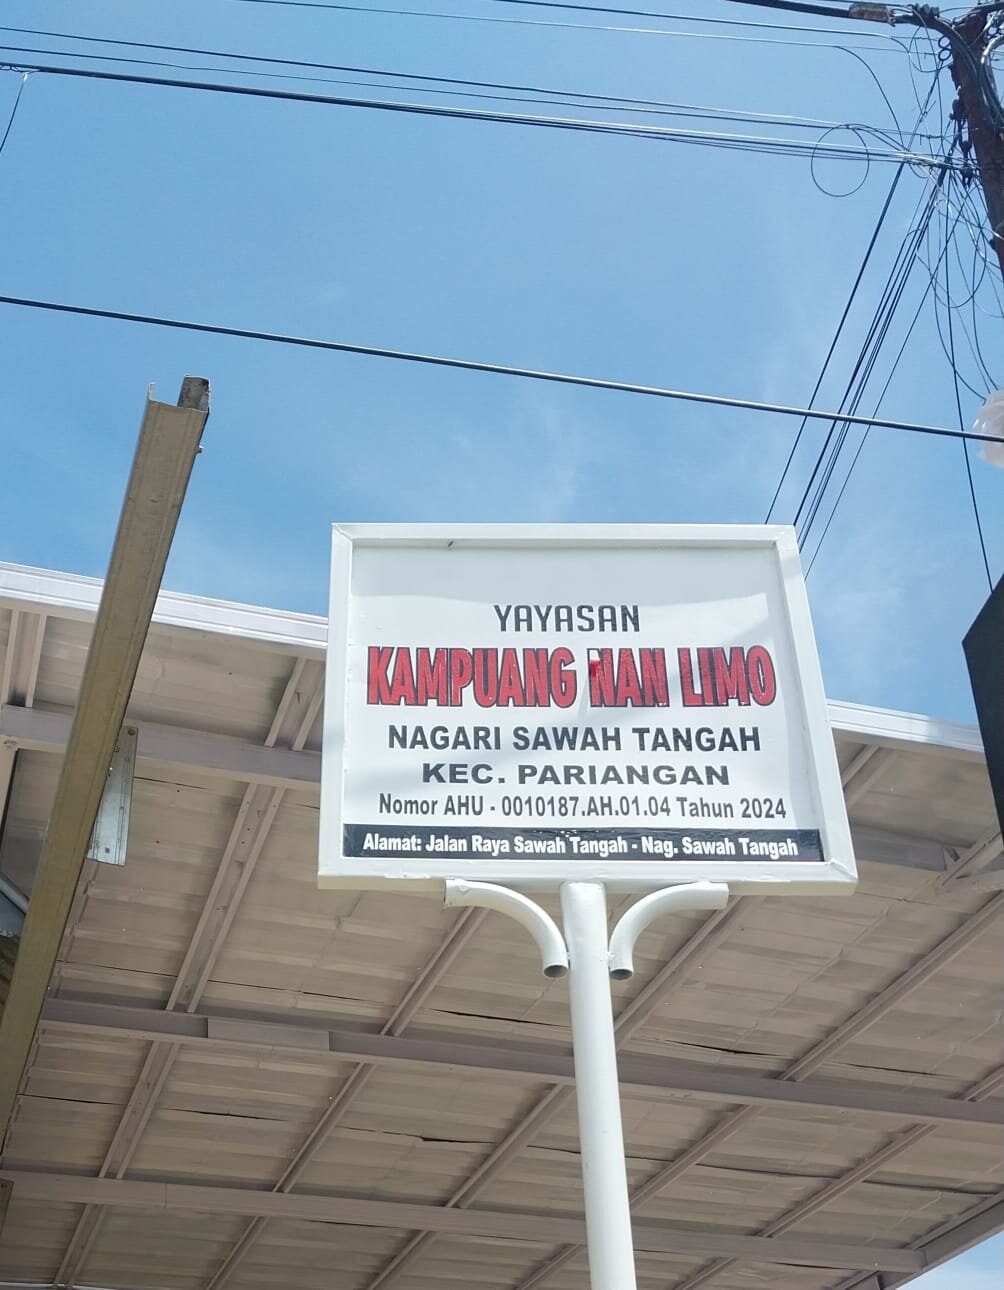 YAYASAN
KAMPUANG NAN LIMO
NAGARI SAWAH TANGAH
KEC. PARIANGAN
Nomor AHU - 0010187.AH.01.04 Tahun 2024
Alamat: Jalan Raya Sawah Tangah - Nag. Sawah Tangah